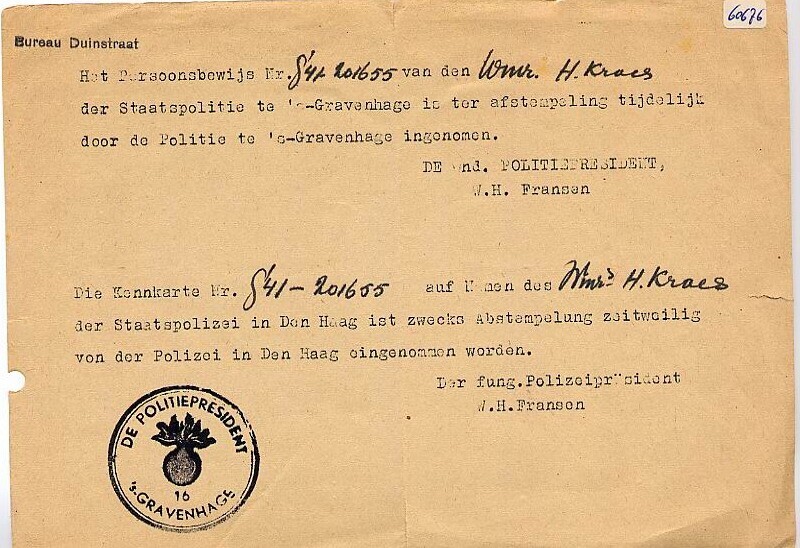 60676
Bureau Duinstraat
Het Persoonsbewijs Nr. 41 201655 van den Wmr. H. Kraes
der Staatspolitie te 's-Gravenhage is ter afstempeling tijdelijk
door de Politie te 's-Gravenhage ingenomen.
DE wnd. POLITIEPRESIDENT,
W.H. Fransen
Die Kennkarte Nr. 41 - 201655 auf Namen des H. Kraes
der Staatspolizei in Den Haag ist zwecks Abstempelung zeitweilig
von der Polizei in Den Haag eingenommen worden.
Der fung.Polizeipräsident
W.H.Fransen
DE POLITIEPRESIDENT
16
's-GRAVENHAGE